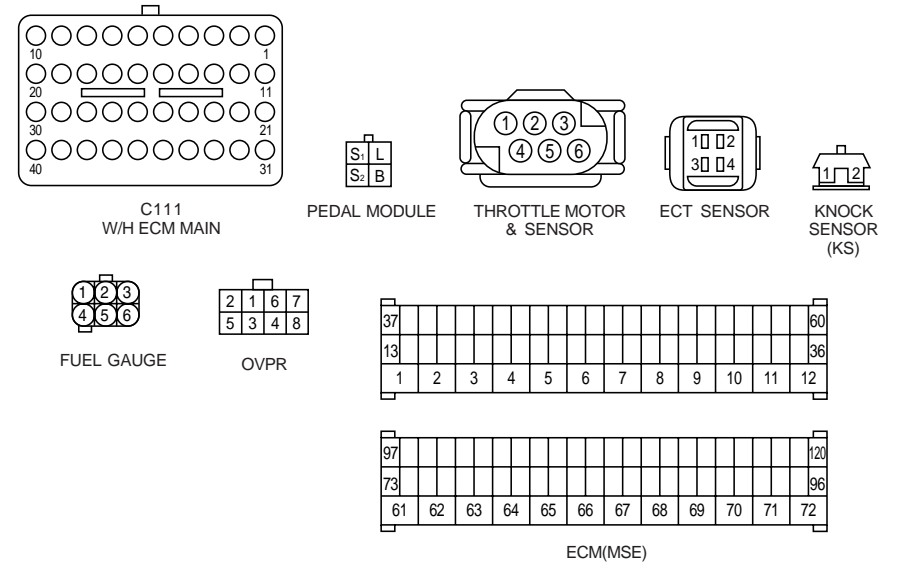 10 1
20 11
30 21
40 31
C111
W/H ECM MAIN
S1 L
S2 B
PEDAL MODULE
1 2 3
4 5 6
THROTTLE MOTOR
& SENSOR
1 2
3 4
ECT SENSOR
1 2
KNOCK
SENSOR
(KS)
1 2 3
4 5 6
FUEL GAUGE
2 1 6 7
5 3 4 8
OVPR
37 60
13 36
1 2 3 4 5 6 7 8 9 10 11 12
97 120
73 96
61 62 63 64 65 66 67 68 69 70 71 72
ECM(MSE)